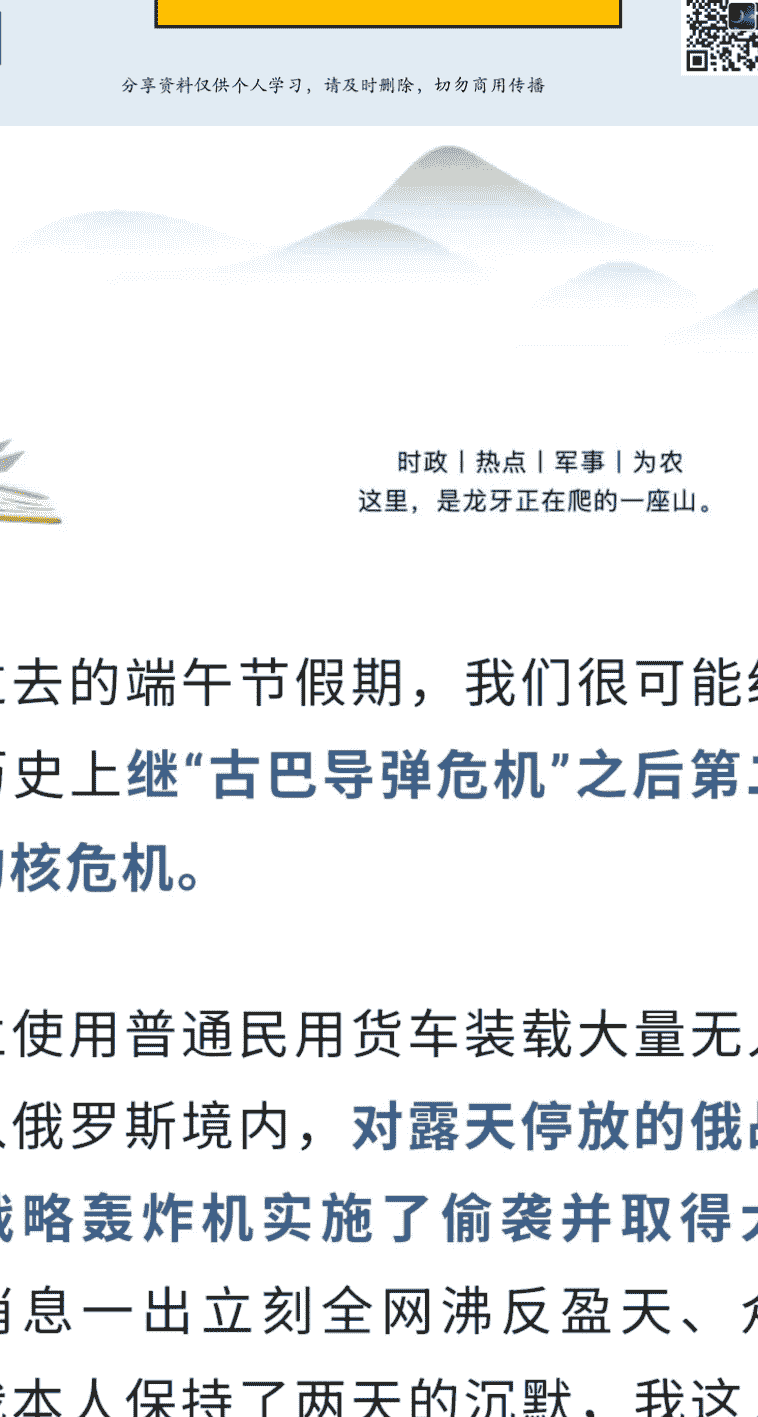 分享资料仅供个人学习，请及时删除，切勿商用传播
时政丨热点丨军事丨为农
这里，是龙牙正在爬的一座山。
去的端午节假期，我们很可能
史上继“古巴导弹危机”之后第
核危机。
使用普通民用货车装载大量无
俄罗斯境内，对露天停放的俄
略轰炸机实施了偷袭并取得
息一出立刻全网沸反盈天、
本人保持了两天的沉默，我这